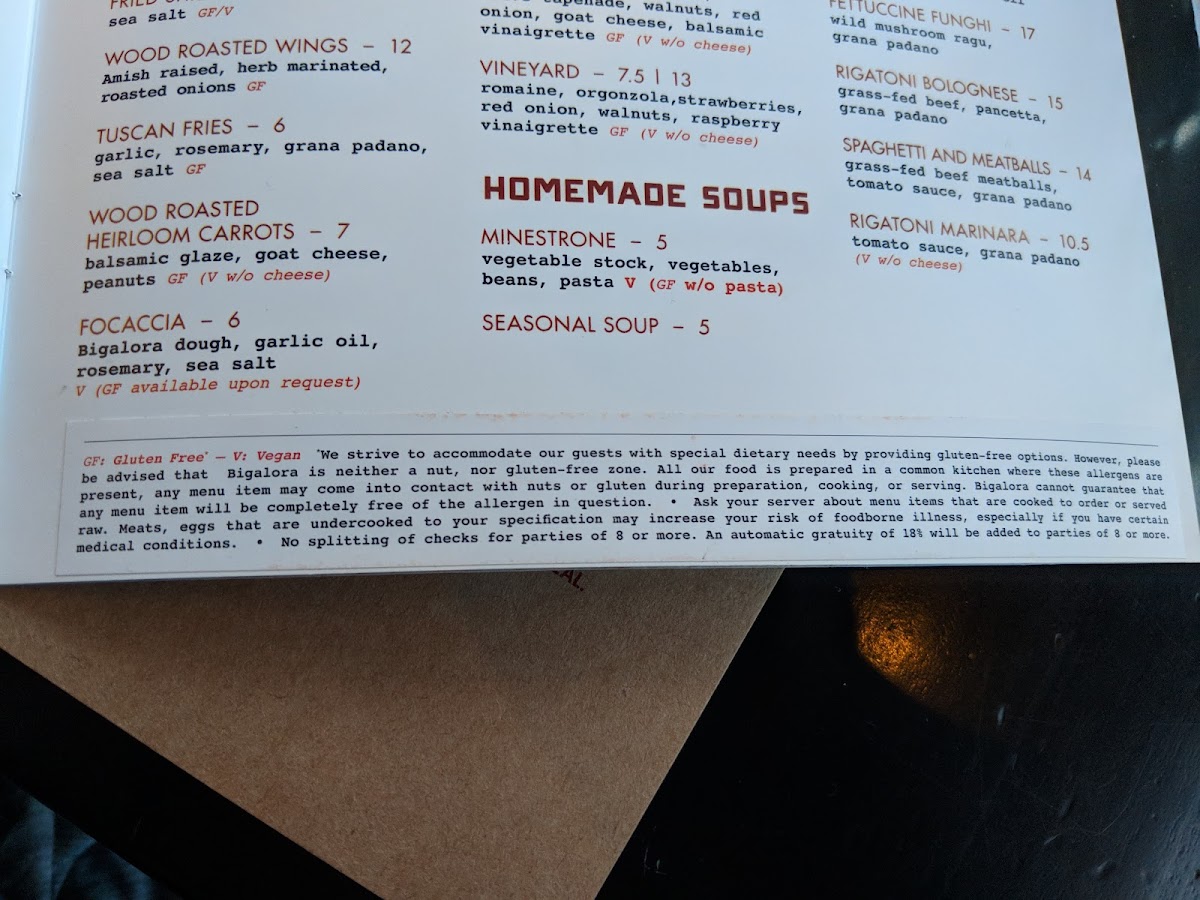 sea salt GF/V
WOOD ROASTED WINGS – 12
Amish raised, herb marinated,
roasted onions GF
TUSCAN FRIES – 6
garlic, rosemary, grana padano,
sea salt GF
WOOD ROASTED
HEIRLOOM CARROTS – 7
balsamic glaze, goat cheese,
peanuts GF (V w/o cheese)
FOCACCIA – 6
Bigalora dough, garlic oil,
rosemary, sea salt
V (GF available upon request)
walnuts, red
onion, goat cheese, balsamic
vinaigrette GF (V w/o cheese)
VINEYARD – 7.5 | 13
romaine, orgonzola,strawberries,
red onion, walnuts, raspberry
vinaigrette GF (V w/o cheese)
HOMEMADE SOUPS
MINESTRONE – 5
vegetable stock, vegetables,
beans, pasta V (GF w/o pasta)
SEASONAL SOUP – 5
FETTUCCINE FUNGHI – 17
wild mushroom ragu,
grana padano
RIGATONI BOLOGNESE – 15
grass-fed beef, pancetta,
grana padano
SPAGHETTI AND MEATBALLS – 14
grass-fed beef meatballs,
tomato sauce, grana padano
RIGATONI MARINARA – 10.5
tomato sauce, grana padano
(V w/o cheese)
GF: Gluten Free* – V: Vegan *We strive to accommodate our guests with special dietary needs by providing gluten-free options. However, please
be advised that Bigalora is neither a nut, nor gluten-free zone. All our food is prepared in a common kitchen where these allergens are
present, any menu item may come into contact with nuts or gluten during preparation, cooking, or serving. Bigalora cannot guarantee that
any menu item will be completely free of the allergen in question. • Ask your server about menu items that are cooked to order or served
raw. Meats, eggs that are undercooked to your specification may increase your risk of foodborne illness, especially if you have certain
medical conditions. • No splitting of checks for parties of 8 or more. An automatic gratuity of 18% will be added to parties of 8 or more.